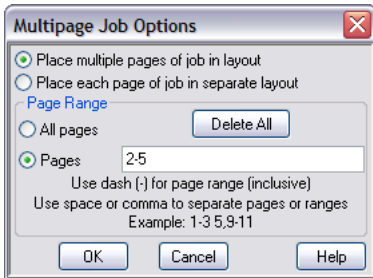 Multipage Job Options
Place multiple pages of job in layout
Place each page of job in separate layout
Page Range
All pages
Delete All
Pages
2-5
Use dash (-) for page range (inclusive)
Use space or comma to separate pages or ranges
Example: 1-3 5,9-11
OK
Cancel
Help